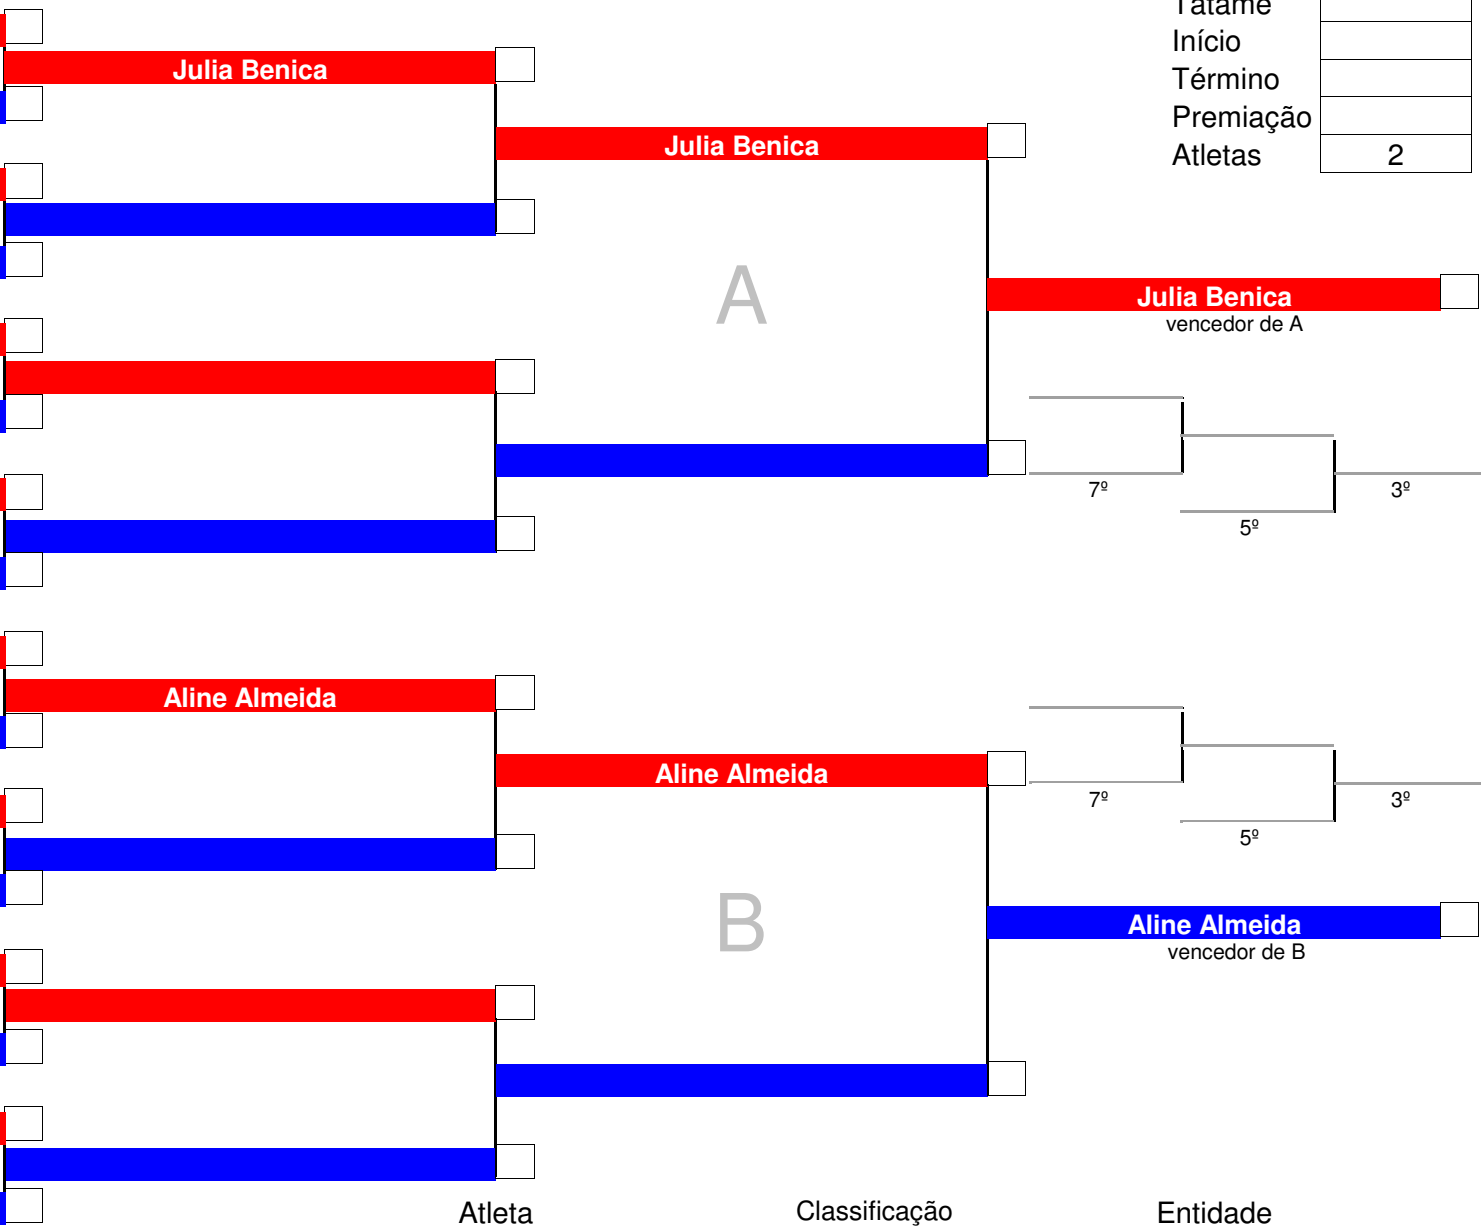 Tatame
Início
Término
Premiação
Atletas 2
Julia Benica
Julia Benica
A
Julia Benica
vencedor de A
7º
3º
5º
Aline Almeida
Aline Almeida
7º
3º
5º
B
Aline Almeida
vencedor de B
Atleta Classificação Entidade